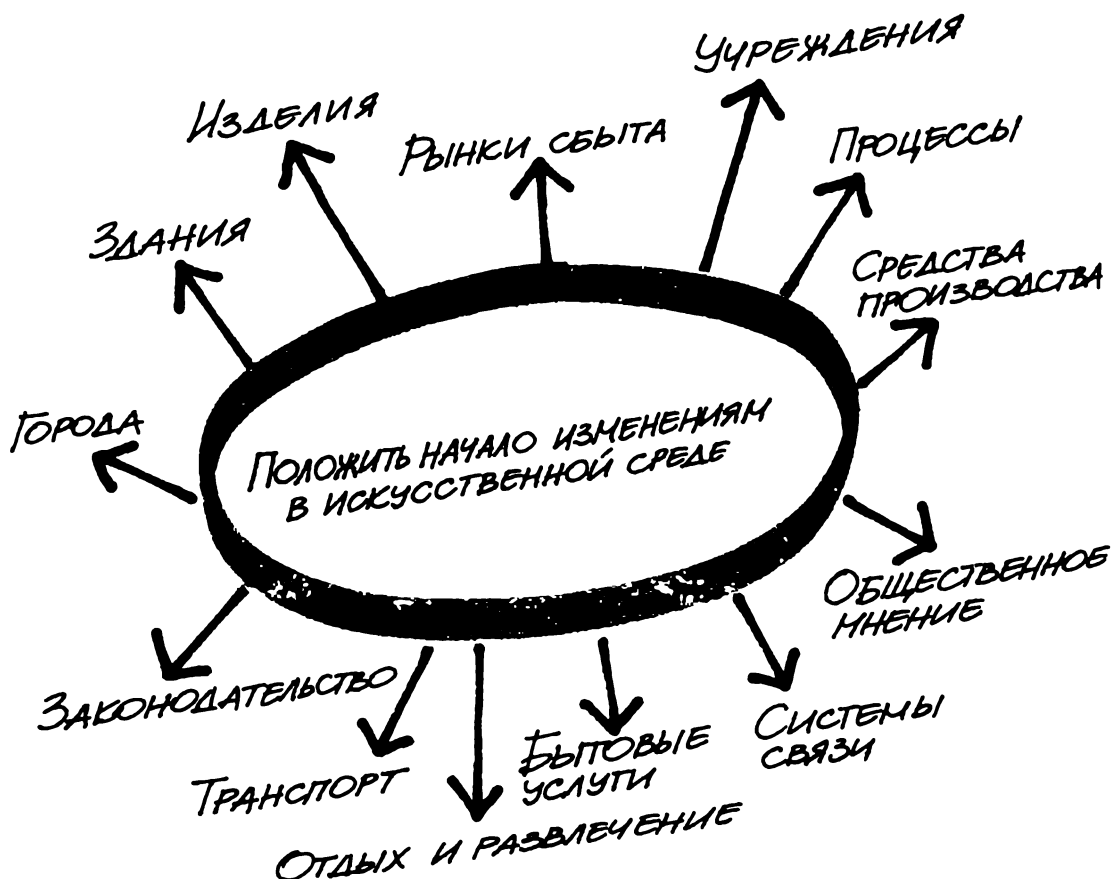 Учреждения
Изделия
Рынки сбыта
Процессы
Здания
Средства
производства
Города
Положить начало изменениям
в искусственной среде
Общественное
мнение
Законодательство
Системы
связи
Транспорт
Бытовые
услуги
Отдых и развлечение